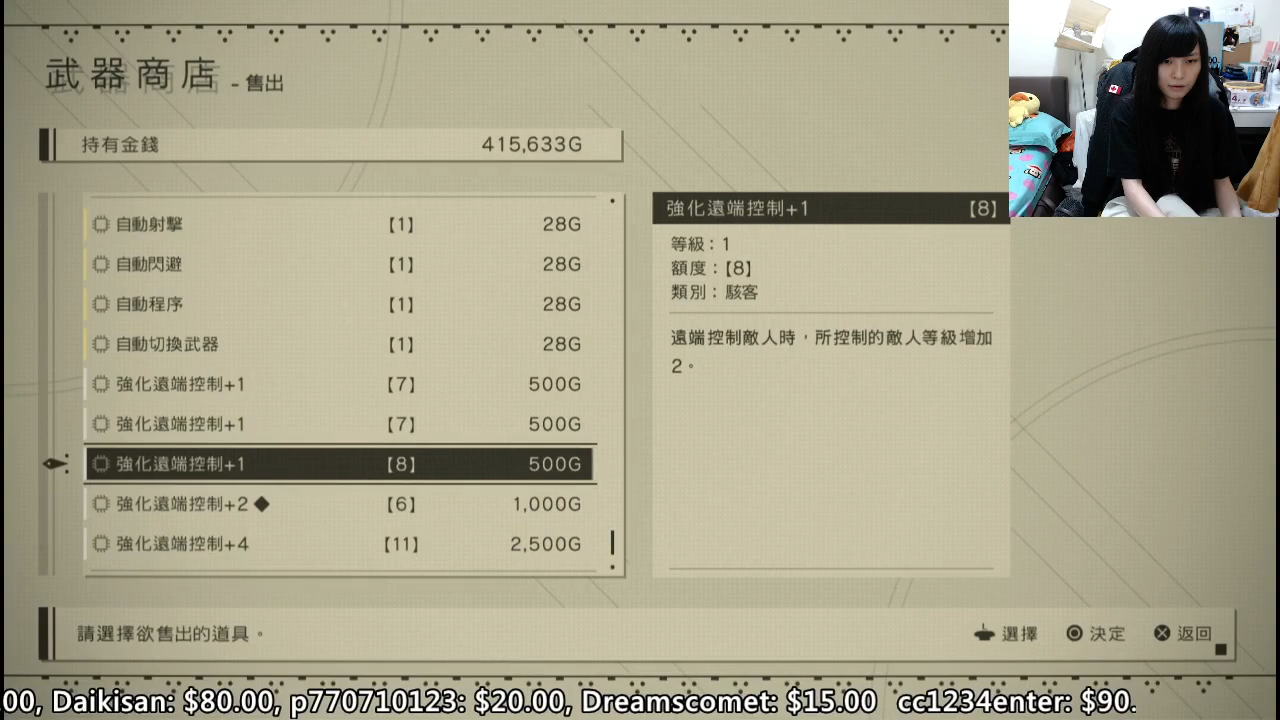 武器商店 - 售出
持有金錢 415,633G
自動射擊 【1】 28G
自動閃避 【1】 28G
自動程序 【1】 28G
自動切換武器 【1】 28G
強化遠端控制+1 【7】 500G
強化遠端控制+1 【7】 500G
強化遠端控制+1 【8】 500G
強化遠端控制+2 ◆ 【6】 1,000G
強化遠端控制+4 【11】 2,500G
強化遠端控制+1 【8】
等級：1
額度：【8】
類別：駭客
遠端控制敵人時，所控制的敵人等級增加
2。
請選擇欲售出的道具。
選擇 決定 返回
.00, Daikisan: $80.00, p770710123: $20.00, Dreamscomet: $15.00 cc1234enter: $90.